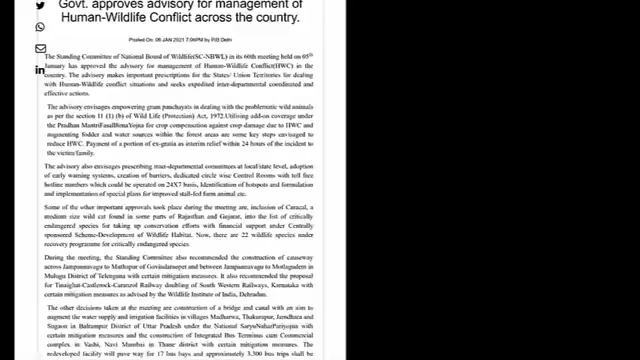 Govt. approves advisory for management of
Human-Wildlife Conflict across the country.
Posted On: 06 JAN 2021 7:04PM by PIB Delhi
The Standing Committee of National Board of Wildlife(SC-NBWL) in its 60th meeting held on 05th
January has approved the advisory for management of Human-Wildlife Conflict(HWC) in the
country. The advisory makes important prescriptions for the States/ Union Territories for dealing
with Human-Wildlife conflict situations and seeks expedited inter-departmental coordinated and
effective actions.
The advisory envisages empowering gram panchayats in dealing with the problematic wild animals
as per the section 11 (1) (b) of Wild Life (Protection) Act, 1972.Utilising add-on coverage under
the Pradhan Mantri for crop compensation against crop damage due to HWC and
augmenting fodder and water sources within the forest areas are some key steps envisaged to
reduce HWC. Payment of a portion of ex-gratia as interim relief within 24 hours of the incident to
the victim/family.
The advisory also envisages prescribing inter-departmental committees at local/state level, adoption
of early warning systems, creation of barriers, dedicated circle wise Control Rooms with toll free
hotline numbers which could be operated on 24X7 basis, Identification of hotspots and formulation
and implementation of special plans for improved stall-fed farm animal etc.
Some of the other important approvals took place during the meeting are, inclusion of Caracal, a
medium size wild cat found in some parts of Rajasthan and Gujarat, into the list of critically
endangered species for taking up conservation efforts with financial support under Centrally
sponsored Scheme-Development of Wildlife Habitat. Now, there are 22 wildlife species under
recovery programme for critically endangered species.
During the meeting, the Standing Committee also recommended the construction of causeway
across Jampannavagu to Mathapur of Govindaraopet and between Jampannavagu to Motlagudem in
Mulugu District of Telengana with certain mitigation measures. It also recommended the proposal
for Tinaighat-Castlerock-Caranzol Railway doubling of South Western Railways, Karnataka with
certain mitigation measures as advised by the Wildlife Institute of India, Dehradun.
The other decisions taken at the meeting are construction of a bridge and canal with an aim to
augment the water supply and irrigation facilities in villages Madharwa, Thakurapur, and
in Balrampur District of Uttar Pradesh under the National with
certain mitigation measures and the construction of Integrated Bus Terminus cum Commercial
complex in Vashi, Navi Mumbai in Thane district with certain mitigation measures. The
redeveloped facility will pave way for 17 bus bays and approximately 3,300 bus trips shall be